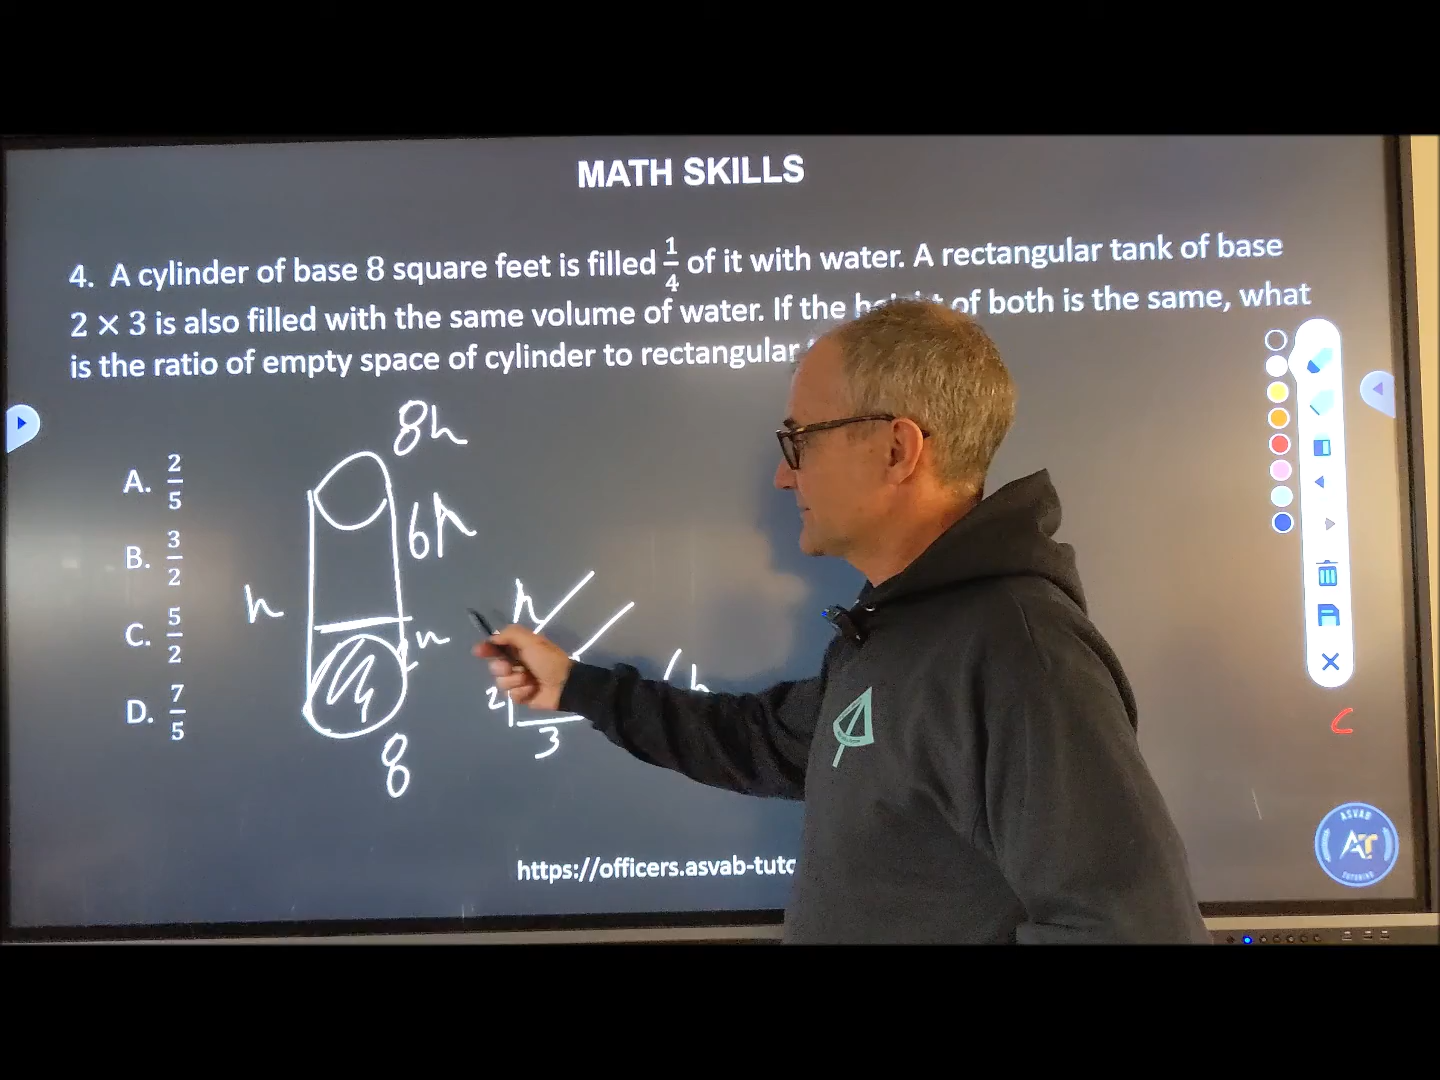 MATH SKILLS
4. A cylinder of base 8 square feet is filled 1/4 of it with water. A rectangular tank of base
2 × 3 is also filled with the same volume of water. If the of both is the same, what
is the ratio of empty space of cylinder to rectangular
8h
A. 2/5
6h
B. 3/2
h
h
C. 5/2
2
D. 7/5
3
8
C
https://officers.asvab-tuto
ASVAB
AT
TUTORING